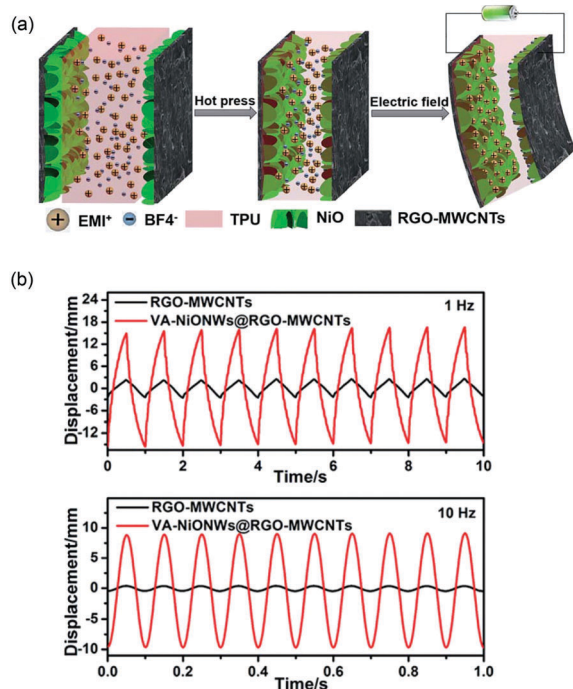 (a)
Hot press
Electric field
+ EMI+ - BF4- TPU NiO RGO-MWCNTs
(b)
24
16
8
0
-6
-12
Displacement/mm
RGO-MWCNTs
VA-NiONWs@RGO-MWCNTs
1 Hz
0 2 4 6 8 10
Time/s
10
5
0
-5
-10
Displacement/mm
RGO-MWCNTs
VA-NiONWs@RGO-MWCNTs
10 Hz
0.0 0.2 0.4 0.6 0.8 1.0
Time/s